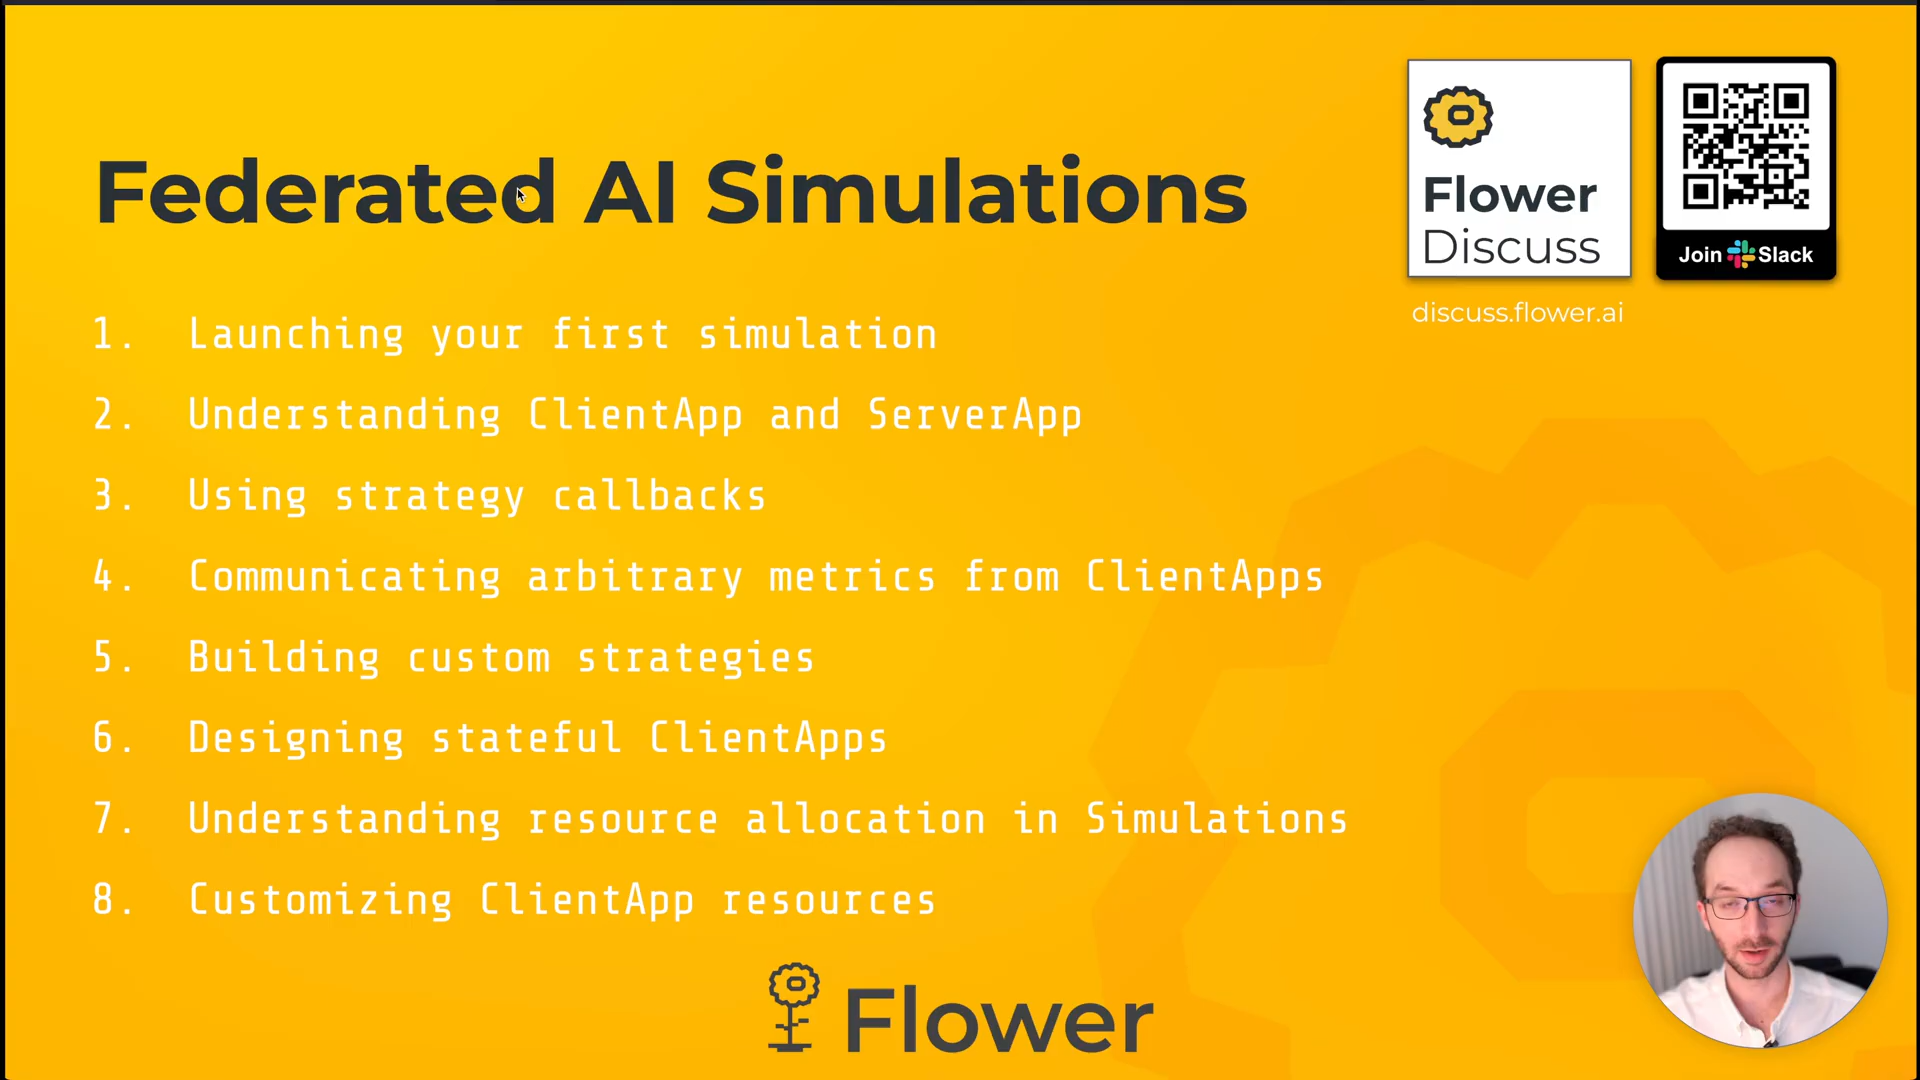 Federated AI Simulations
1. Launching your first simulation
2. Understanding ClientApp and ServerApp
3. Using strategy callbacks
4. Communicating arbitrary metrics from ClientApps
5. Building custom strategies
6. Designing stateful ClientApps
7. Understanding resource allocation in Simulations
8. Customizing ClientApp resources
Flower
Discuss
discuss.flower.ai
Join Slack
Flower